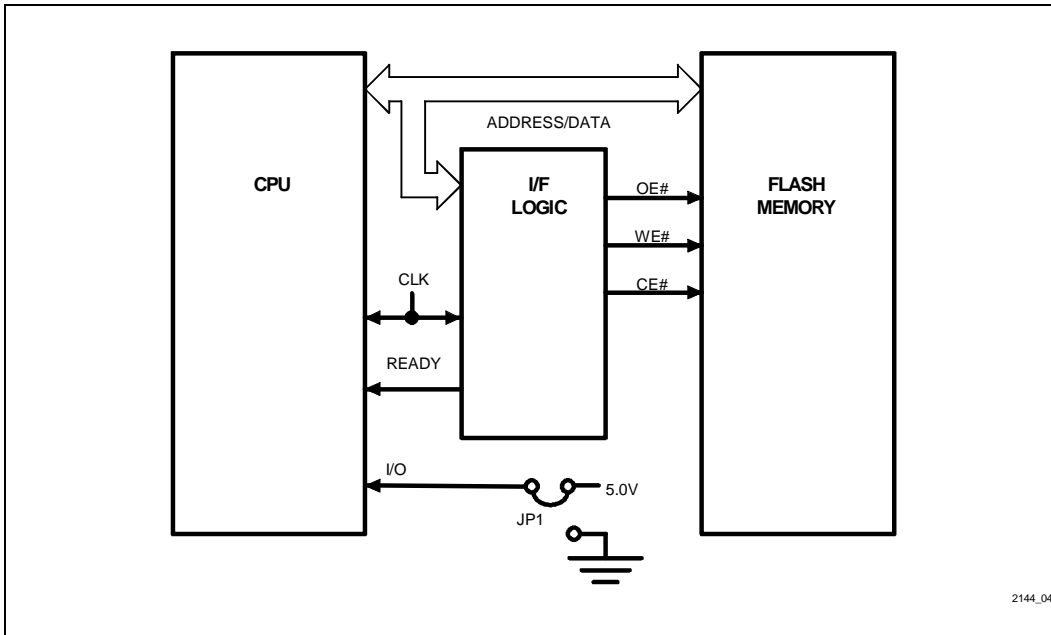 ADDRESS/DATA
CPU
I/F
LOGIC
FLASH
MEMORY
OE#
WE#
CE#
CLK
READY
I/O
5.0V
JP1
2144_04